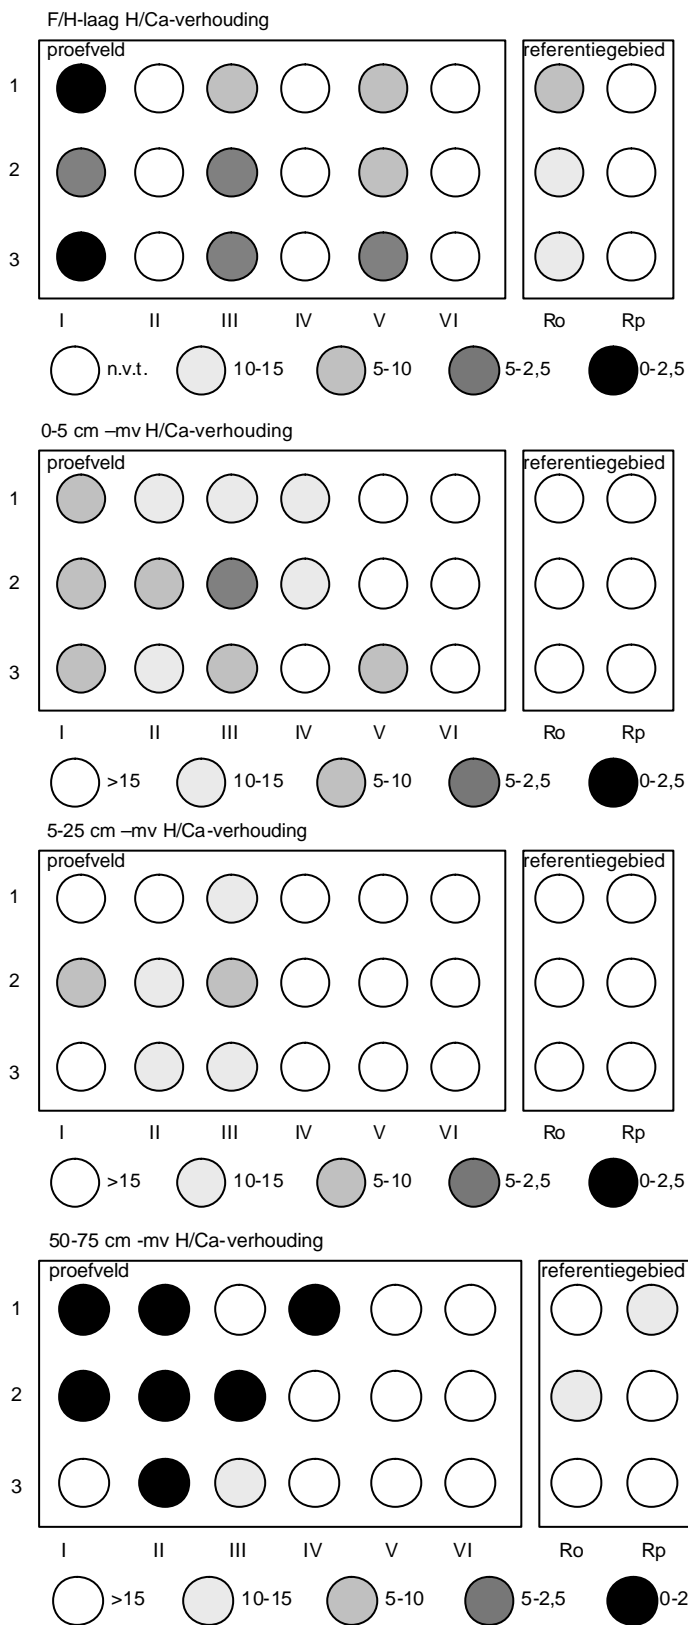 F/H-laag H/Ca-verhouding
proefveld referentiegebied
1
2
3
I II III IV V VI Ro Rp
n.v.t. 10-15 5-10 5-2,5 0-2,5
0-5 cm –mv H/Ca-verhouding
proefveld referentiegebied
1
2
3
I II III IV V VI Ro Rp
>15 10-15 5-10 5-2,5 0-2,5
5-25 cm –mv H/Ca-verhouding
proefveld referentiegebied
1
2
3
I II III IV V VI Ro Rp
>15 10-15 5-10 5-2,5 0-2,5
50-75 cm -mv H/Ca-verhouding
proefveld referentiegebied
1
2
3
I II III IV V VI Ro Rp
>15 10-15 5-10 5-2,5 0-2